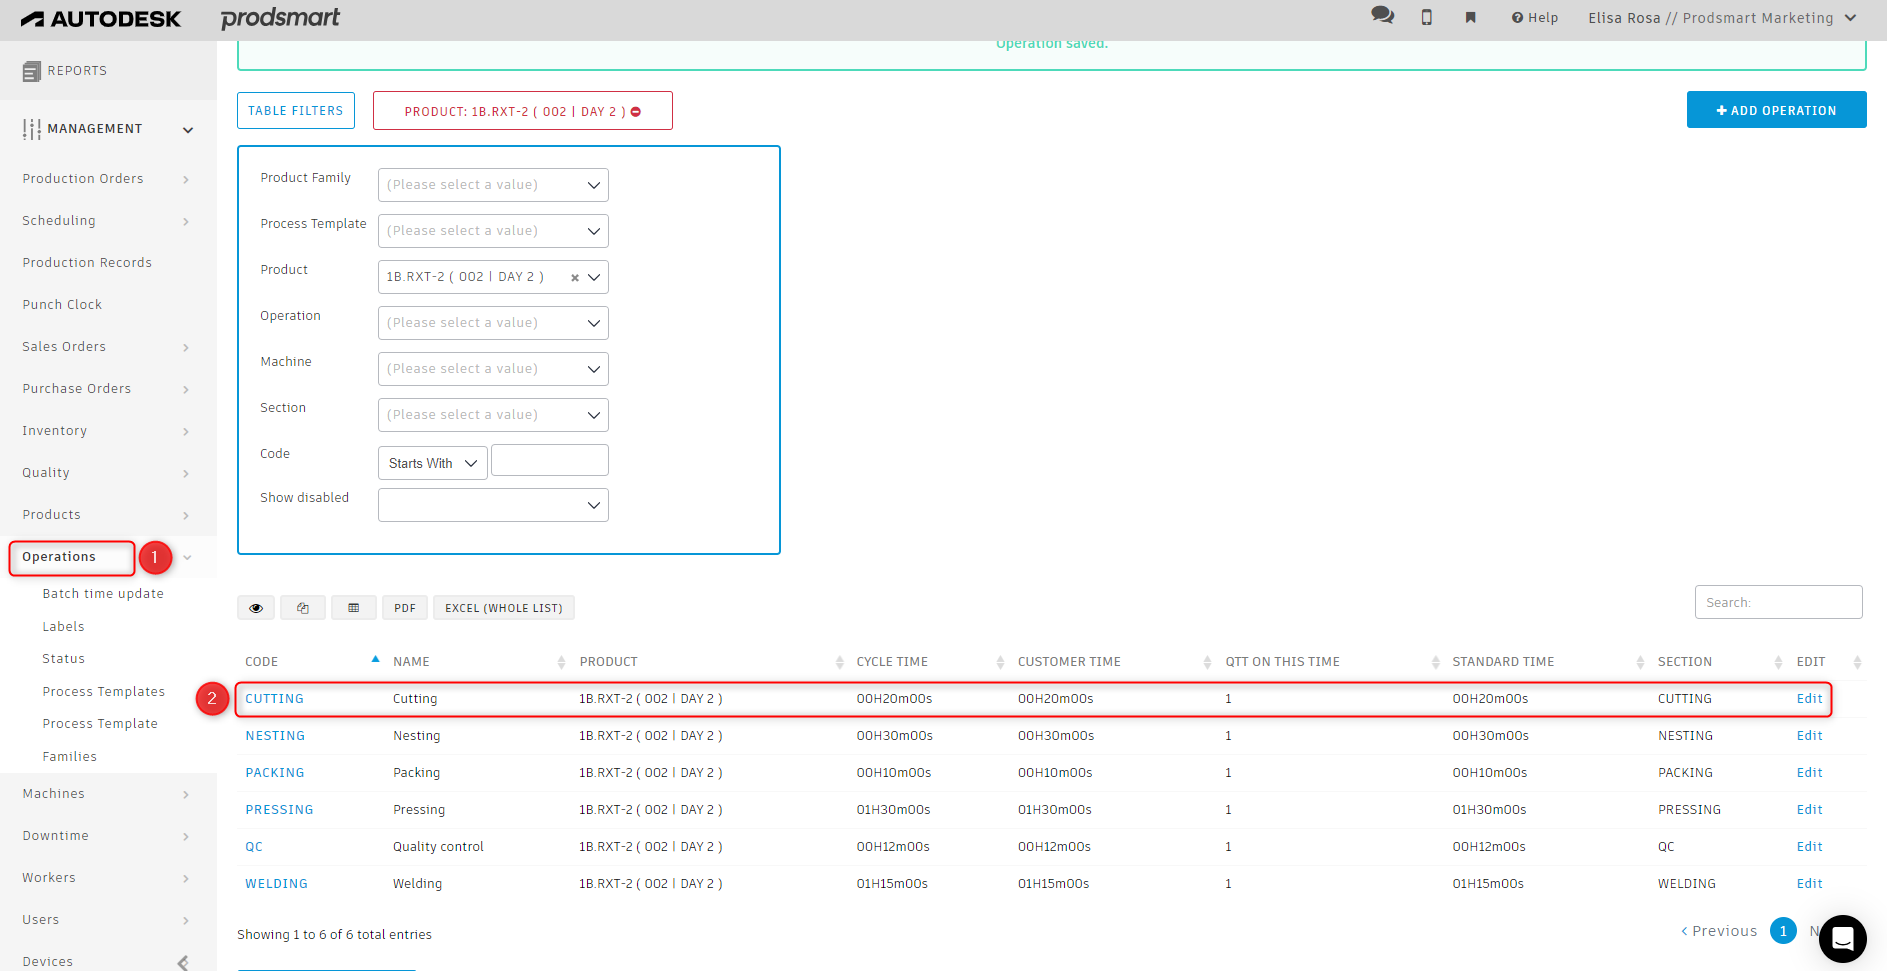 AUTODESK prodsmart Help Elisa Rosa // Prodsmart Marketing
REPORTS
MANAGEMENT
Production Orders
Scheduling
Production Records
Punch Clock
Sales Orders
Purchase Orders
Inventory
Quality
Products
Operations 1
Batch time update
Labels
Status
Process Templates
Process Template
Families
Machines
Downtime
Workers
Users
Devices
Operation saved.
TABLE FILTERS PRODUCT: 1B.RXT-2 ( 002 | DAY 2 ) + ADD OPERATION
Product Family (Please select a value)
Process Template (Please select a value)
Product 1B.RXT-2 ( 002 | DAY 2 ) ×
Operation (Please select a value)
Machine (Please select a value)
Section (Please select a value)
Code Starts With
Show disabled
PDF EXCEL (WHOLE LIST) Search:
CODE NAME PRODUCT CYCLE TIME CUSTOMER TIME QTT ON THIS TIME STANDARD TIME SECTION EDIT
2 CUTTING Cutting 1B.RXT-2 ( 002 | DAY 2 ) 00H20m00s 00H20m00s 1 00H20m00s CUTTING Edit
NESTING Nesting 1B.RXT-2 ( 002 | DAY 2 ) 00H30m00s 00H30m00s 1 00H30m00s NESTING Edit
PACKING Packing 1B.RXT-2 ( 002 | DAY 2 ) 00H10m00s 00H10m00s 1 00H10m00s PACKING Edit
PRESSING Pressing 1B.RXT-2 ( 002 | DAY 2 ) 01H30m00s 01H30m00s 1 01H30m00s PRESSING Edit
QC Quality control 1B.RXT-2 ( 002 | DAY 2 ) 00H12m00s 00H12m00s 1 00H12m00s QC Edit
WELDING Welding 1B.RXT-2 ( 002 | DAY 2 ) 01H15m00s 01H15m00s 1 01H15m00s WELDING Edit
Showing 1 to 6 of 6 total entries ‹ Previous 1 N